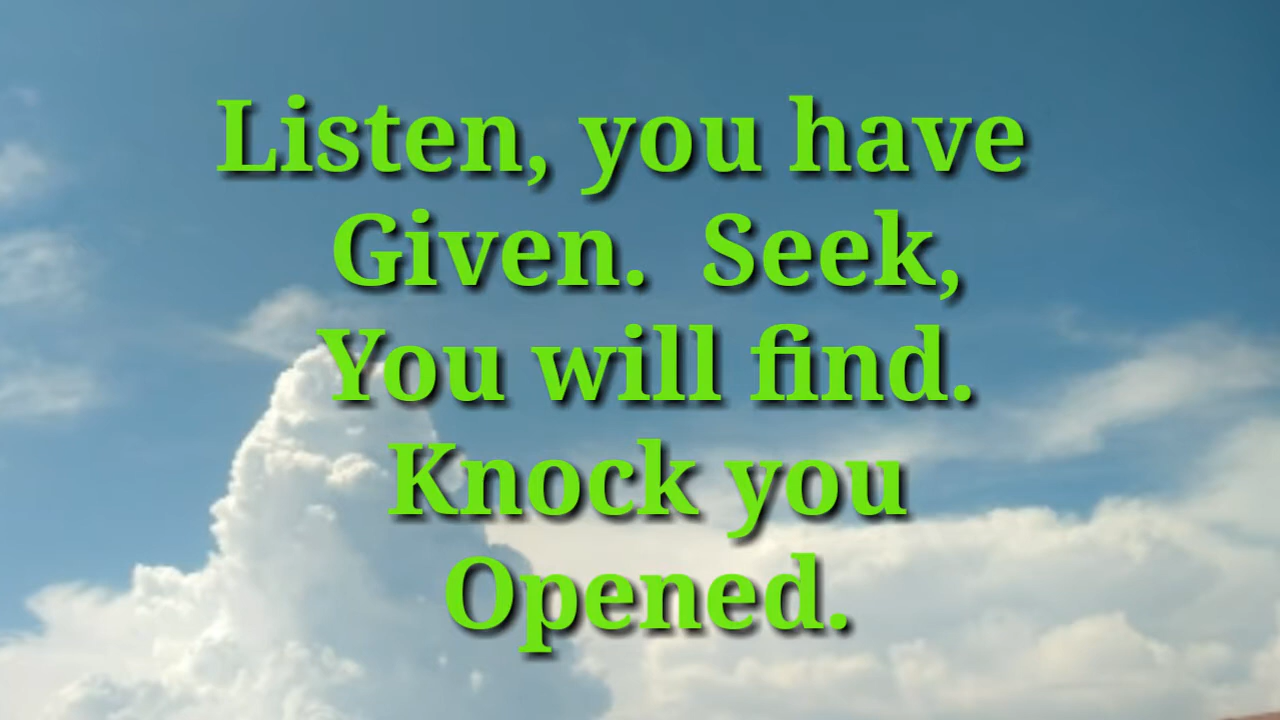 Listen, you have
Given.  Seek,
You will find.
Knock you
Opened.